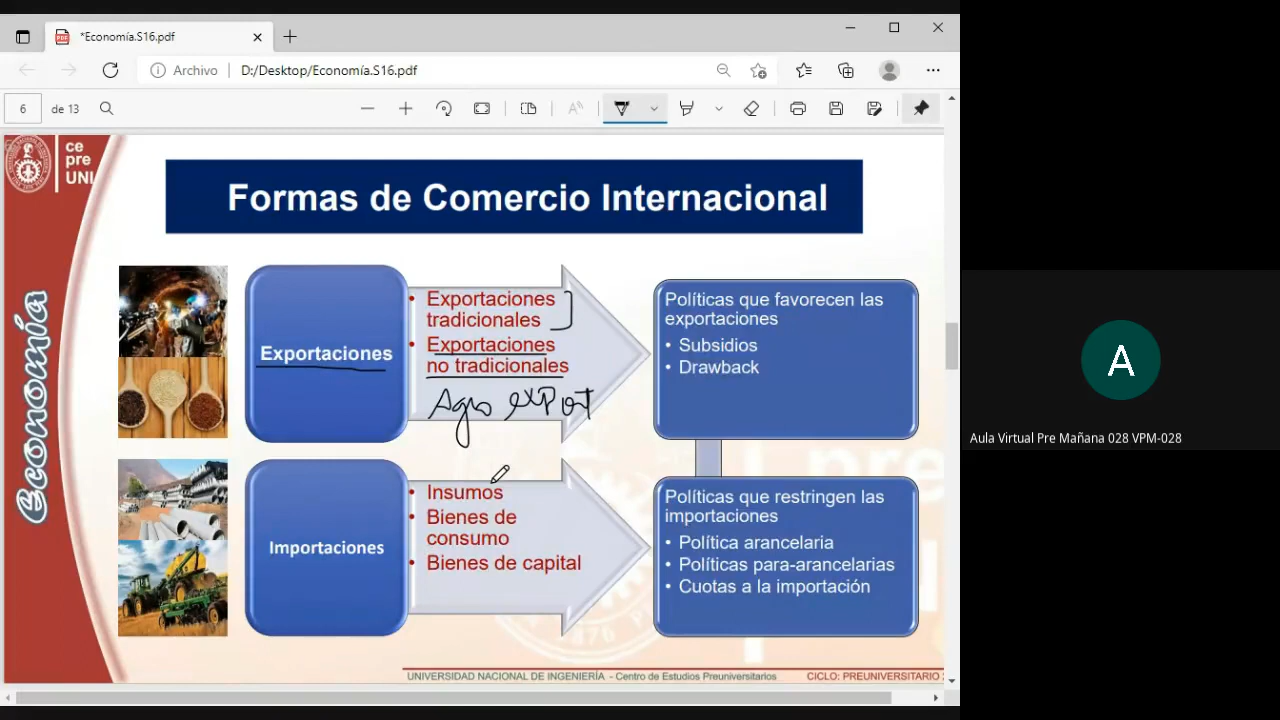 *Economía.S16.pdf
Archivo
D:/Desktop/Economía.S16.pdf
6
de 13
ce
pre
UNI
Economía
Formas de Comercio Internacional
Exportaciones
• Exportaciones
tradicionales
• Exportaciones
no tradicionales
Agro export
Políticas que favorecen las
exportaciones
• Subsidios
• Drawback
Importaciones
• Insumos
• Bienes de
consumo
• Bienes de capital
Políticas que restringen las
importaciones
• Política arancelaria
• Políticas para-arancelarias
• Cuotas a la importación
UNIVERSIDAD NACIONAL DE INGENIERÍA - Centro de Estudios Preuniversitarios
CICLO: PREUNIVERSITARIO
A
Aula Virtual Pre Mañana 028 VPM-028